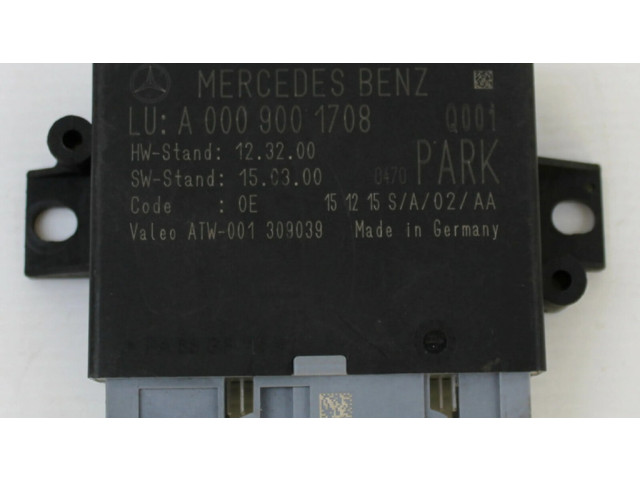 MERCEDES BENZ
LU: A 000 900 1708 Q001
HW-Stand: 12.32.00
SW-Stand: 15.03.00 0470 PARK
Code : 0E 15 12 15 S/A/02/AA
Valeo ATW-001 309039 Made in Germany